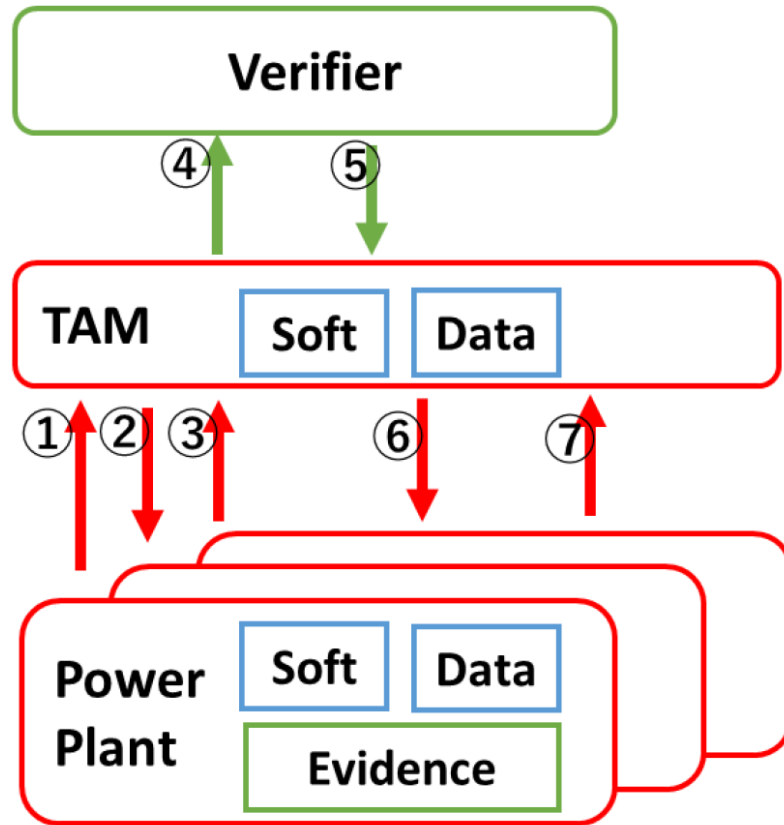 Verifier
④ ⑤
TAM Soft Data
① ② ③ ⑥ ⑦
Power
Plant
Soft Data
Evidence